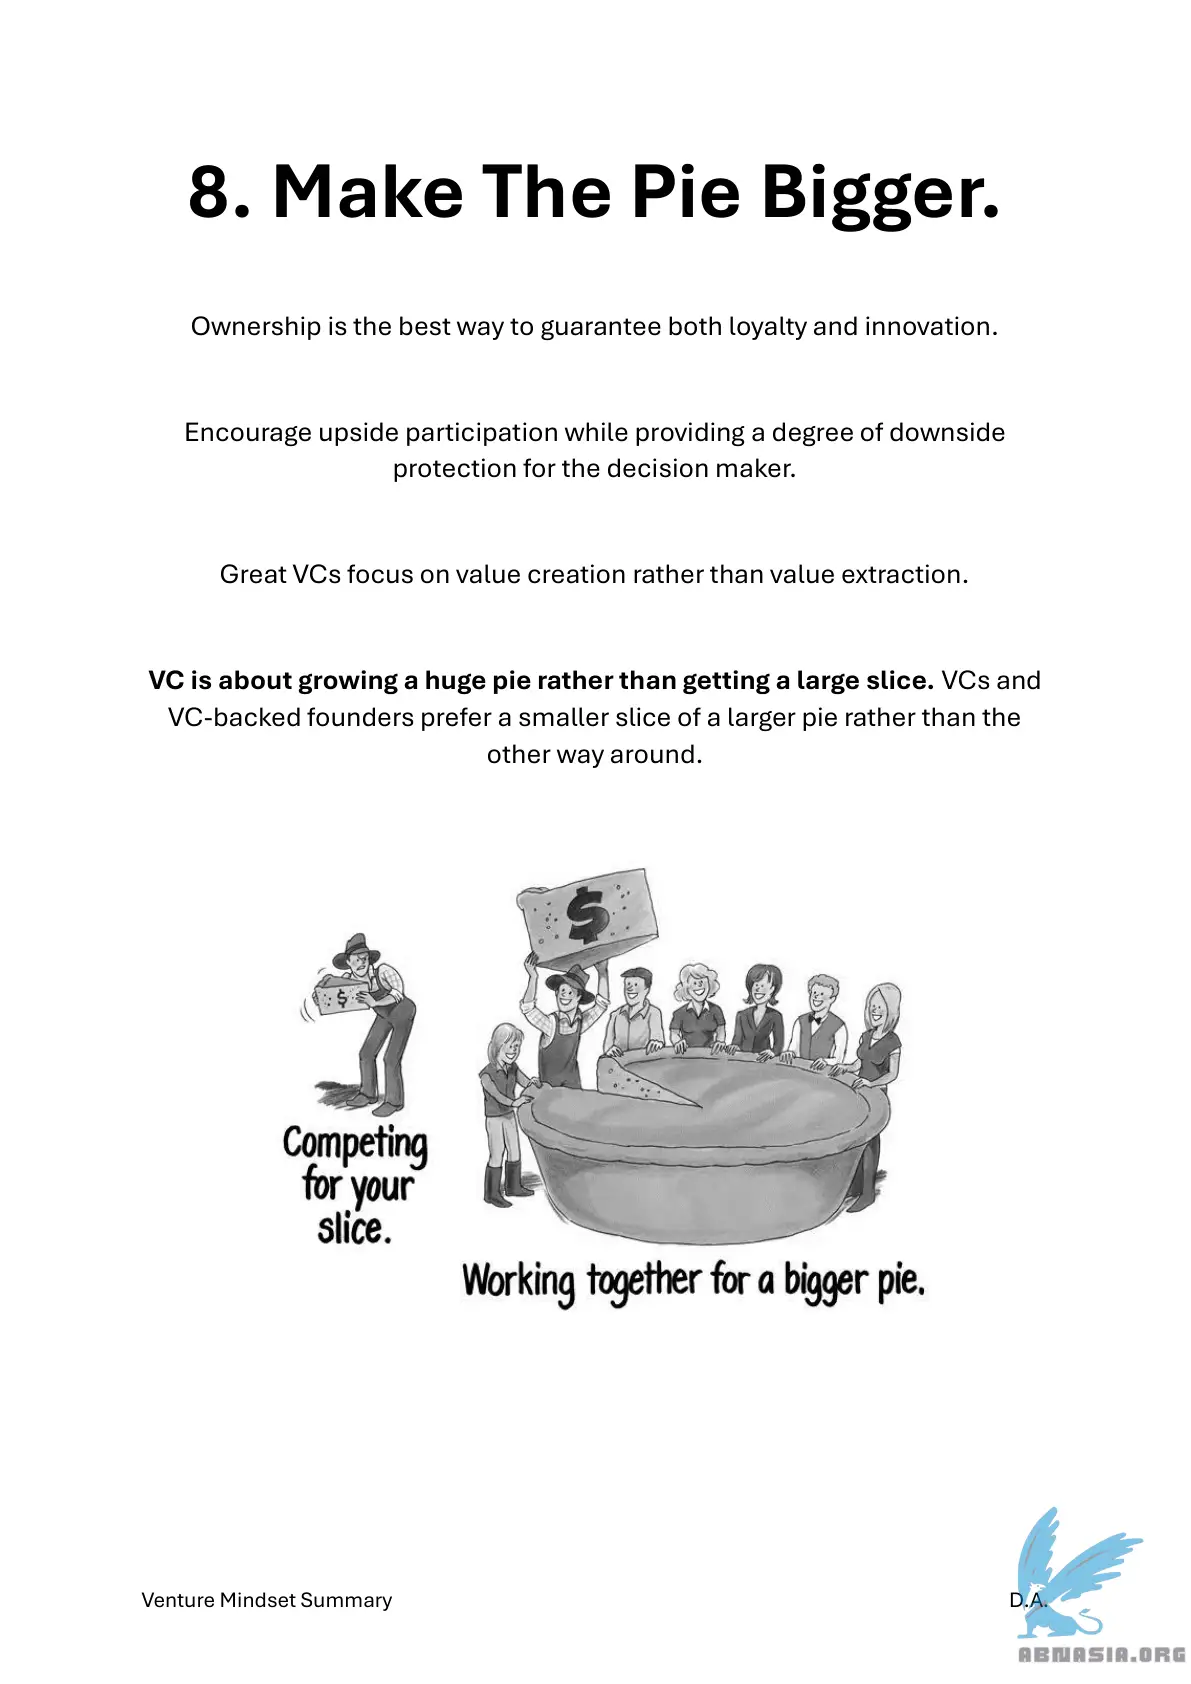 8. Make The Pie Bigger.
Ownership is the best way to guarantee both loyalty and innovation.
Encourage upside participation while providing a degree of downside
protection for the decision maker.
Great VCs focus on value creation rather than value extraction.
VC is about growing a huge pie rather than getting a large slice. VCs and
VC-backed founders prefer a smaller slice of a larger pie rather than the
other way around.
$
$
Competing
for your
slice.
Working together for a bigger pie.
Venture Mindset Summary
D.A.
ABNASIA.ORG